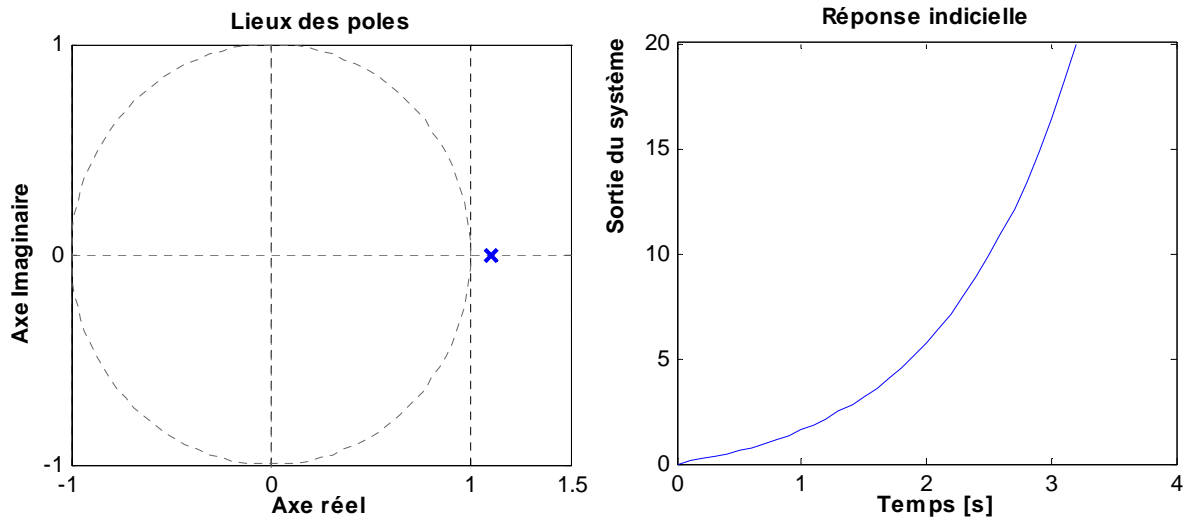 Lieux des poles
Axe Imaginaire
1
0
-1
-1
0
1
1.5
Axe réel
Réponse indicielle
Sortie du système
20
15
10
5
0
0
1
2
3
4
Temps [s]